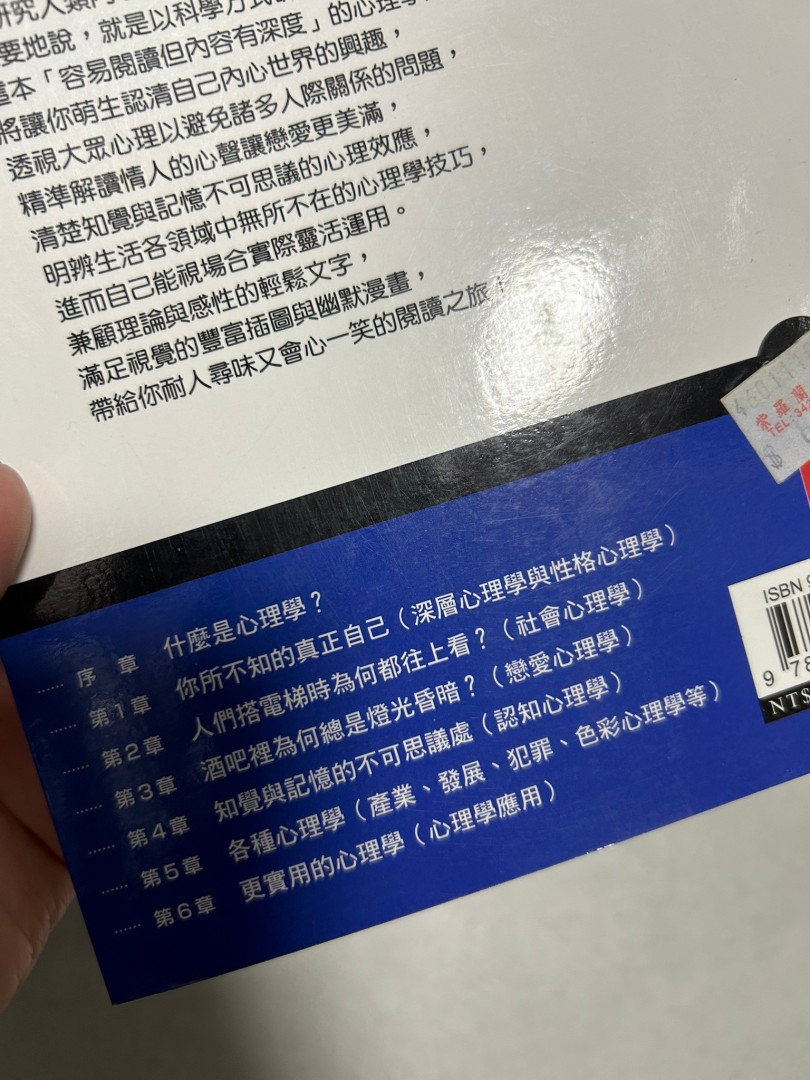 研究人類內
要地說，就是以科學方式
這本「容易閱讀但內容有深度」的心理學
將讓你萌生認清自己內心世界的興趣，
透視大眾心理以避免諸多人際關係的問題，
精準解讀情人的心聲讓戀愛更美滿，
清楚知覺與記憶不可思議的心理效應，
明辨生活各領域中無所不在的心理學技巧，
進而自己能視場合實際靈活運用。
兼顧理論與感性的輕鬆文字，
滿足視覺的豐富插圖與幽默漫畫，
帶給你耐人尋味又會心一笑的閱讀之旅！
TEL
$
ISBN 9
9 78
NT$
…… 序 章 什麼是心理學？
…… 第1章 你所不知的真正自己（深層心理學與性格心理學）
…… 第2章 人們搭電梯時為何都往上看？（社會心理學）
…… 第3章 酒吧裡為何總是燈光昏暗？（戀愛心理學）
…… 第4章 知覺與記憶的不可思議處（認知心理學）
…… 第5章 各種心理學（產業、發展、犯罪、色彩心理學等）
…… 第6章 更實用的心理學（心理學應用）